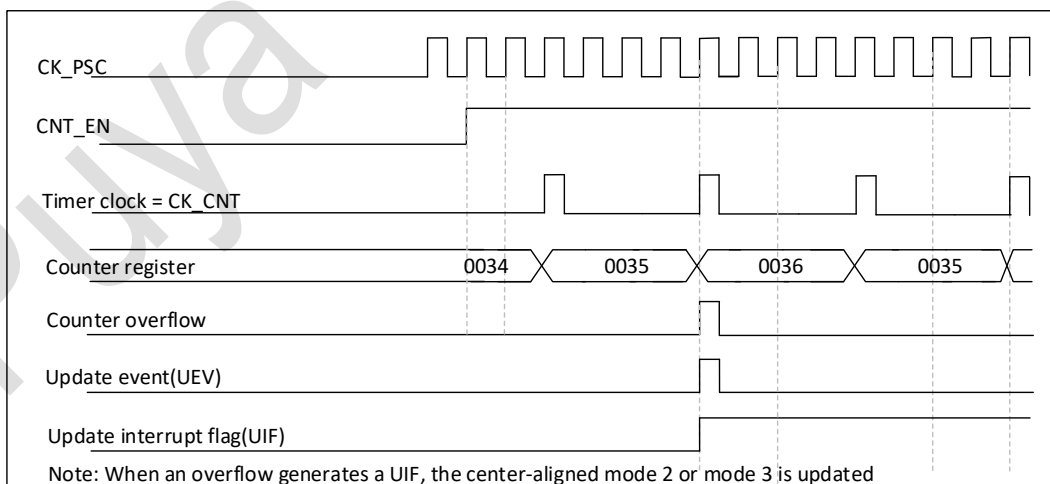 CK_PSC
CNT_EN
Timer clock = CK_CNT
Counter register 0034 0035 0036 0035
Counter overflow
Update event(UEV)
Update interrupt flag(UIF)
Note: When an overflow generates a UIF, the center-aligned mode 2 or mode 3 is updated
Puya